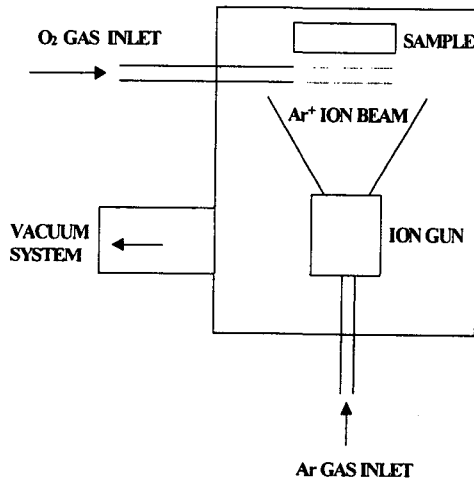 O₂ GAS INLET
SAMPLE
Ar⁺ ION BEAM
VACUUM
SYSTEM
ION GUN
Ar GAS INLET